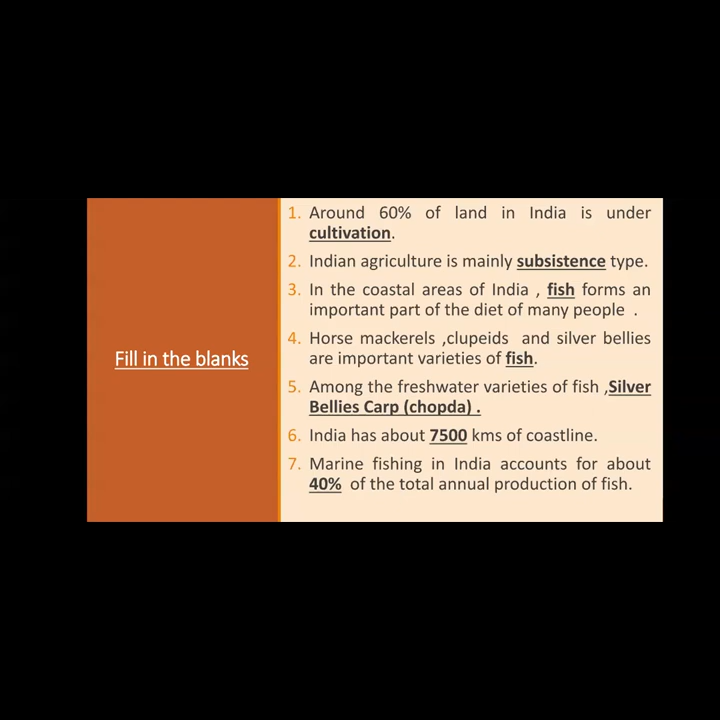 Fill in the blanks
1. Around 60% of land in India is under
cultivation.
2. Indian agriculture is mainly subsistence type.
3. In the coastal areas of India , fish forms an
important part of the diet of many people .
4. Horse mackerels ,clupeids and silver bellies
are important varieties of fish.
5. Among the freshwater varieties of fish ,Silver
Bellies Carp (chopda) .
6. India has about 7500 kms of coastline.
7. Marine fishing in India accounts for about
40% of the total annual production of fish.